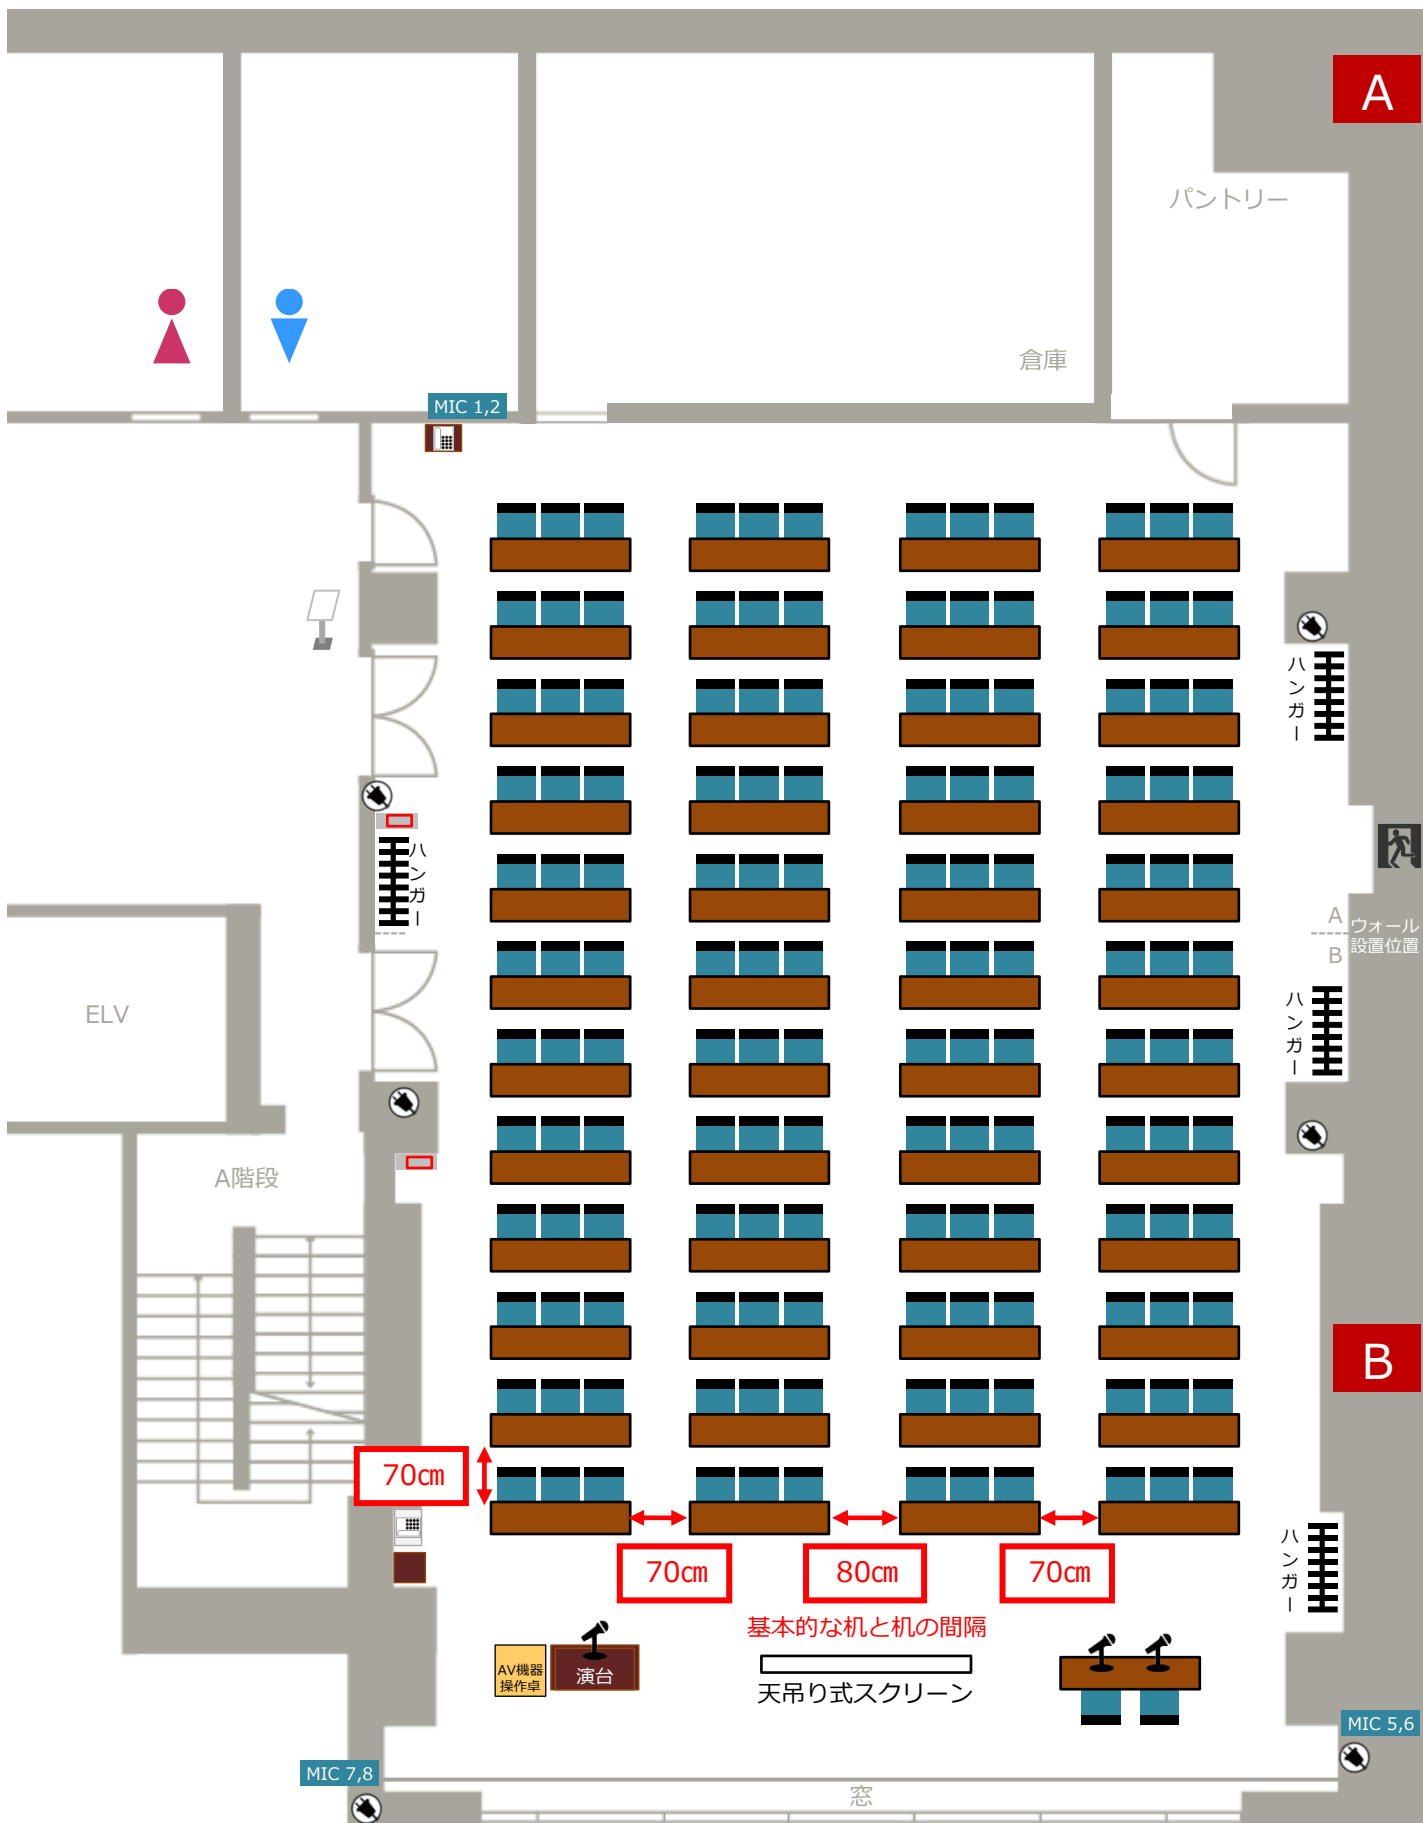 A
パントリー
倉庫
MIC 1,2
ハンガー
ハンガー
A
ウォール
設置位置
B
ハンガー
ELV
A階段
B
70㎝
70㎝
80㎝
70㎝
ハンガー
基本的な机と机の間隔
AV機器
操作卓
演台
天吊り式スクリーン
MIC 5,6
MIC 7,8
窓